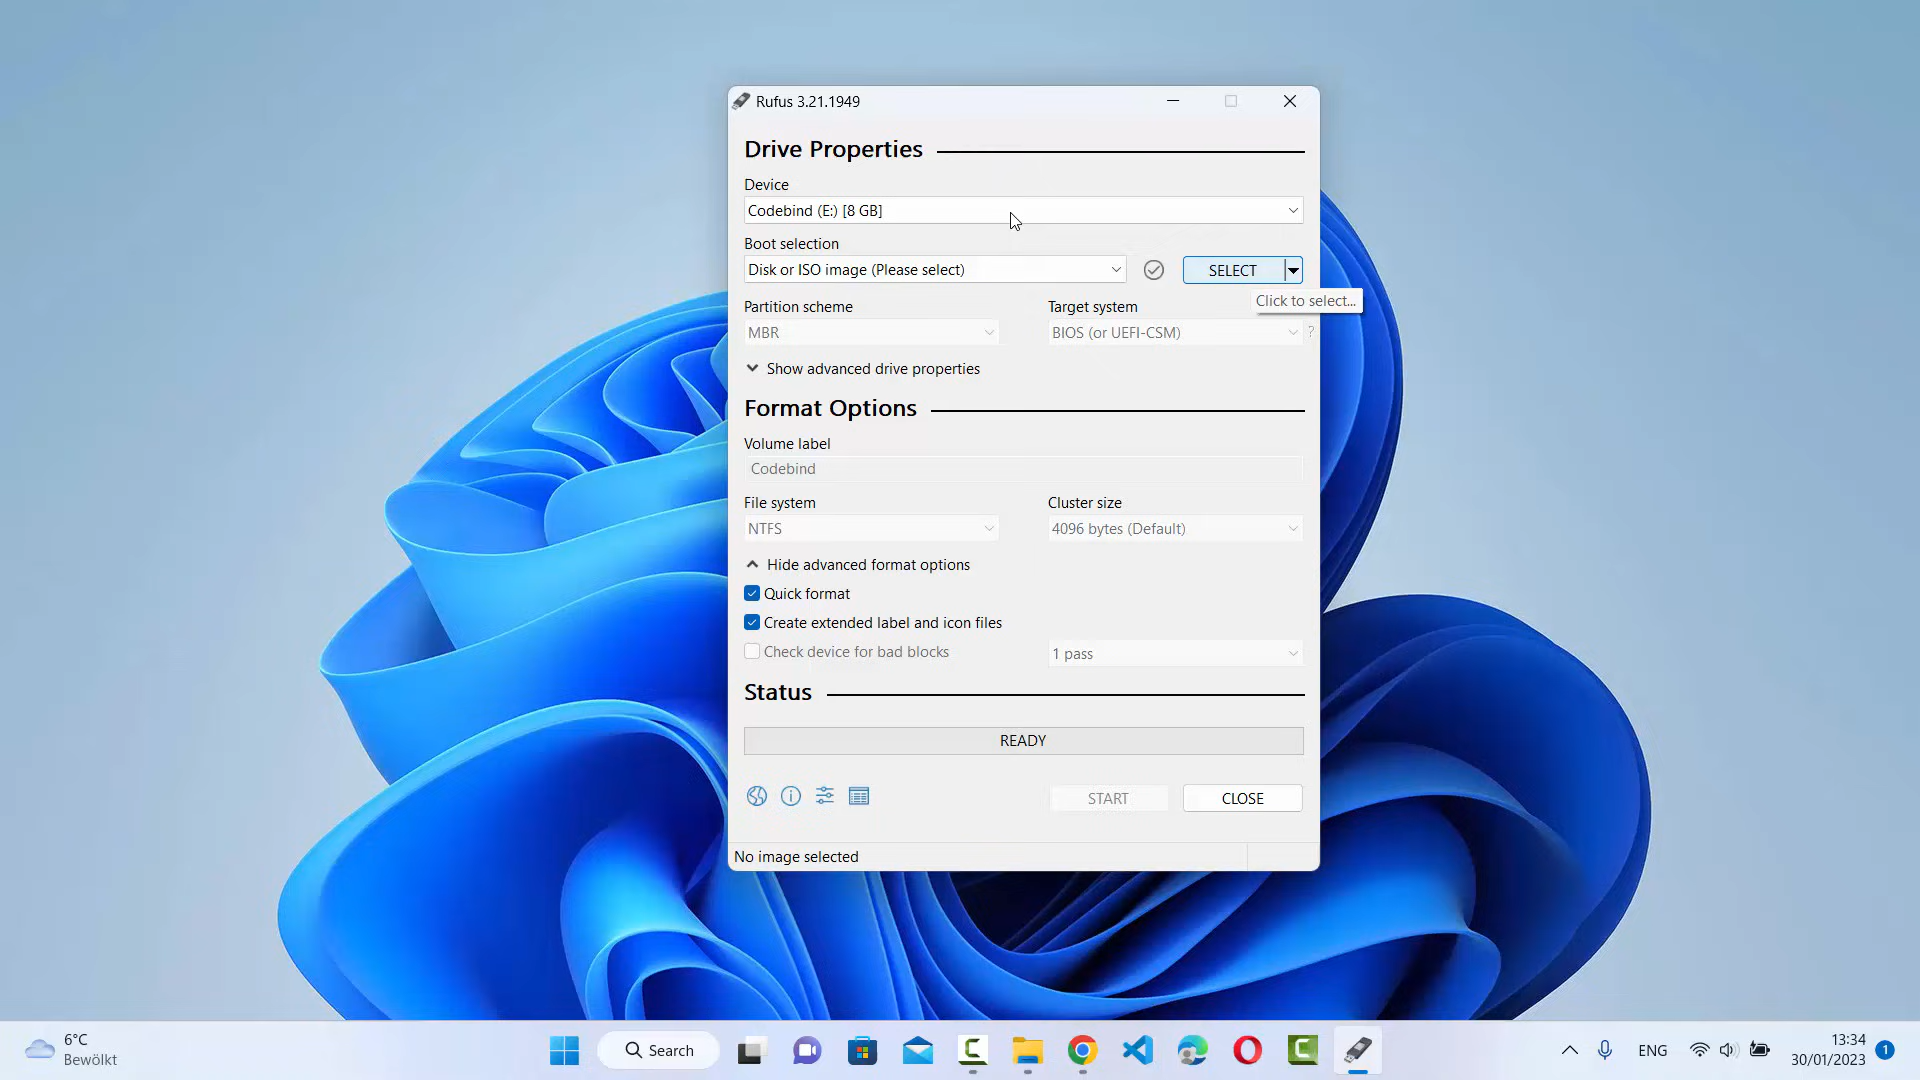 Rufus 3.21.1949
Drive Properties
Device
Codebind (E:) [8 GB]
Boot selection
Disk or ISO image (Please select)
SELECT
Click to select...
Partition scheme
Target system
MBR
BIOS (or UEFI-CSM)
?
Show advanced drive properties
Format Options
Volume label
Codebind
File system
Cluster size
NTFS
4096 bytes (Default)
Hide advanced format options
Quick format
Create extended label and icon files
Check device for bad blocks
1 pass
Status
READY
START
CLOSE
No image selected
6°C
Bewölkt
Search
ENG
13:34
30/01/2023
1